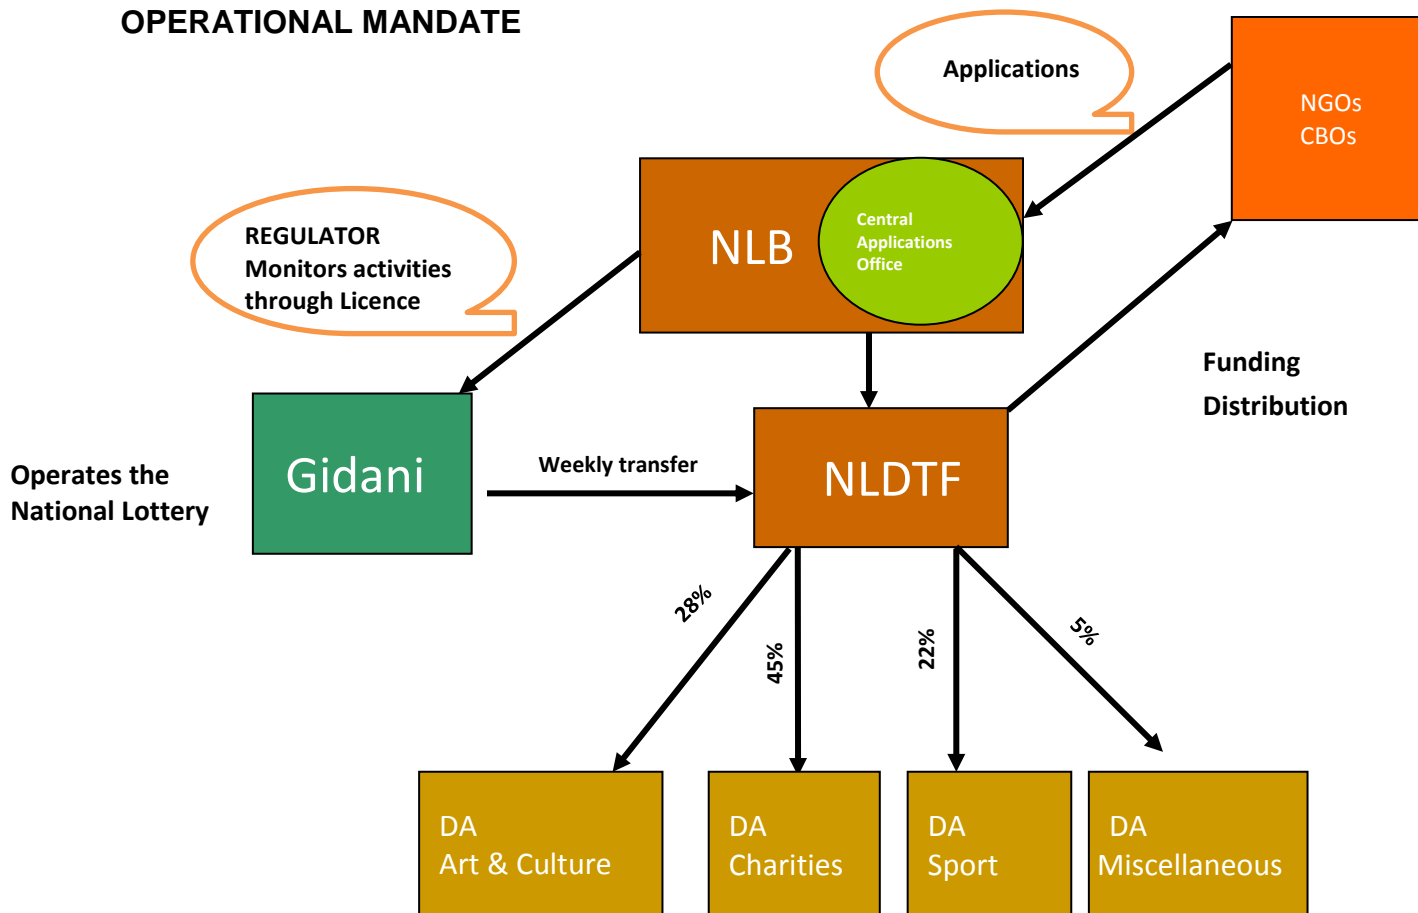 OPERATIONAL MANDATE
Applications
NGOs
CBOs
NLB
Central
Applications
Office
REGULATOR
Monitors activities
through Licence
Funding
Distribution
Gidani
Operates the
National Lottery
Weekly transfer
NLDTF
28%
45%
22%
5%
DA
Art & Culture
DA
Charities
DA
Sport
DA
Miscellaneous